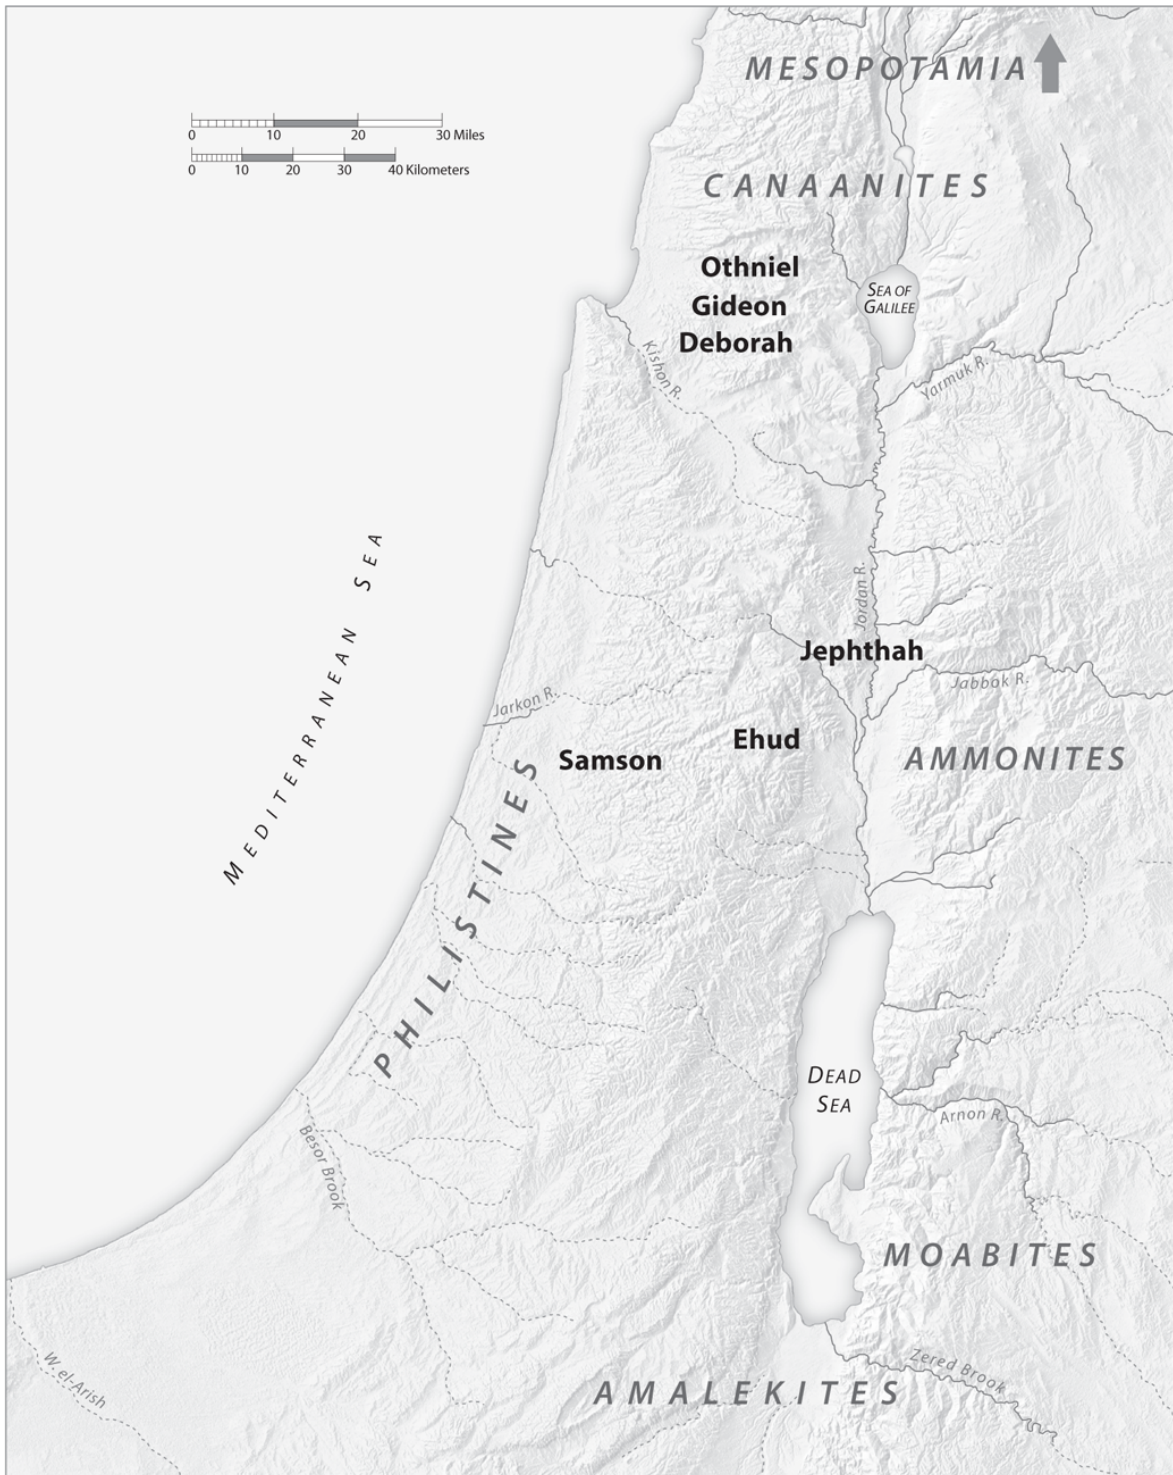 MESOPOTAMIA
0 10 20 30 Miles
0 10 20 30 40 Kilometers
CANAANITES
Othniel
Gideon
Deborah
SEA OF
GALILEE
Kishon R.
Yarmuk R.
MEDITERRANEAN SEA
Jordan R.
Jephthah
Jabbok R.
Jarkon R.
Ehud
Samson
AMMONITES
PHILISTINES
DEAD
SEA
Arnon R.
Besor Brook
MOABITES
Zered Brook
W. el-Arish
AMALEKITES